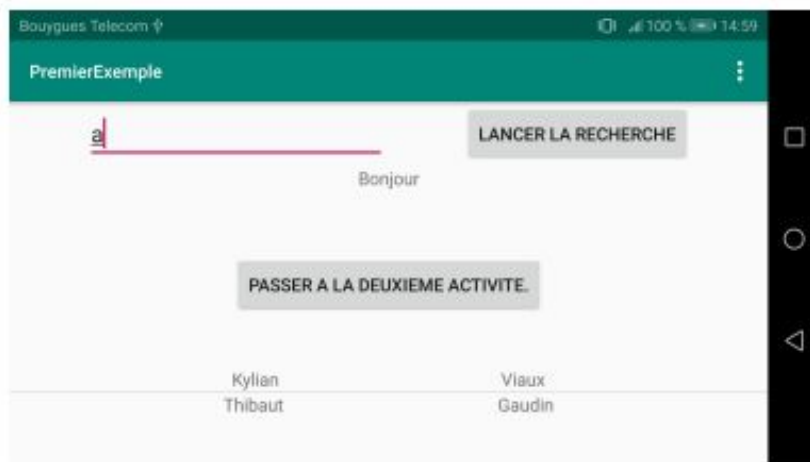 Bouygues Telecom 100 % 14:59
PremierExemple
a LANCER LA RECHERCHE
Bonjour
PASSER A LA DEUXIEME ACTIVITE.
Kylian Viaux
Thibaut Gaudin